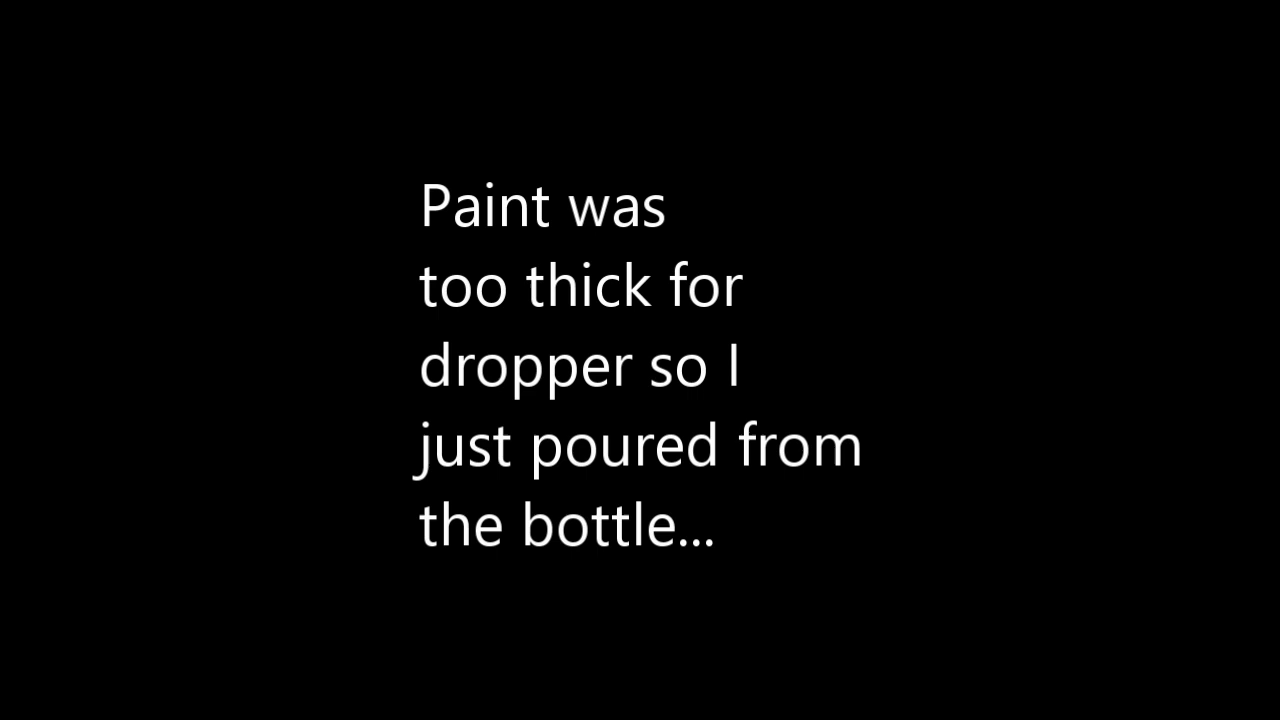 Paint was
too thick for
dropper so I
just poured from
the bottle...